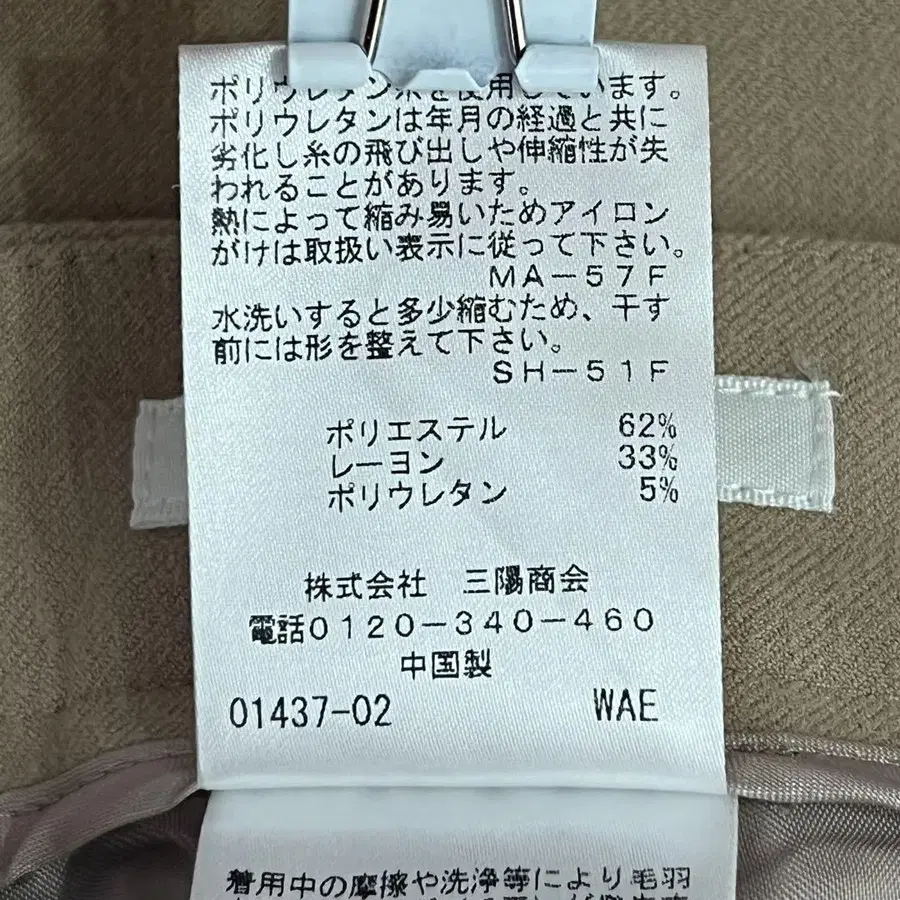 ポリウレタン糸を使用しています。
ポリウレタンは年月の経過と共に
劣化し糸の飛び出しや伸縮性が失
われることがあります。
熱によって縮み易いためアイロン
がけは取扱い表示に従って下さい。
MA−57F
水洗いすると多少縮むため、干す
前には形を整えて下さい。
SH−51F
ポリエステル 62%
レーヨン 33%
ポリウレタン 5%
株式会社 三陽商会
電話0120−340−460
中国製
01437-02 WAE
着用中の摩擦や洗浄等により毛羽